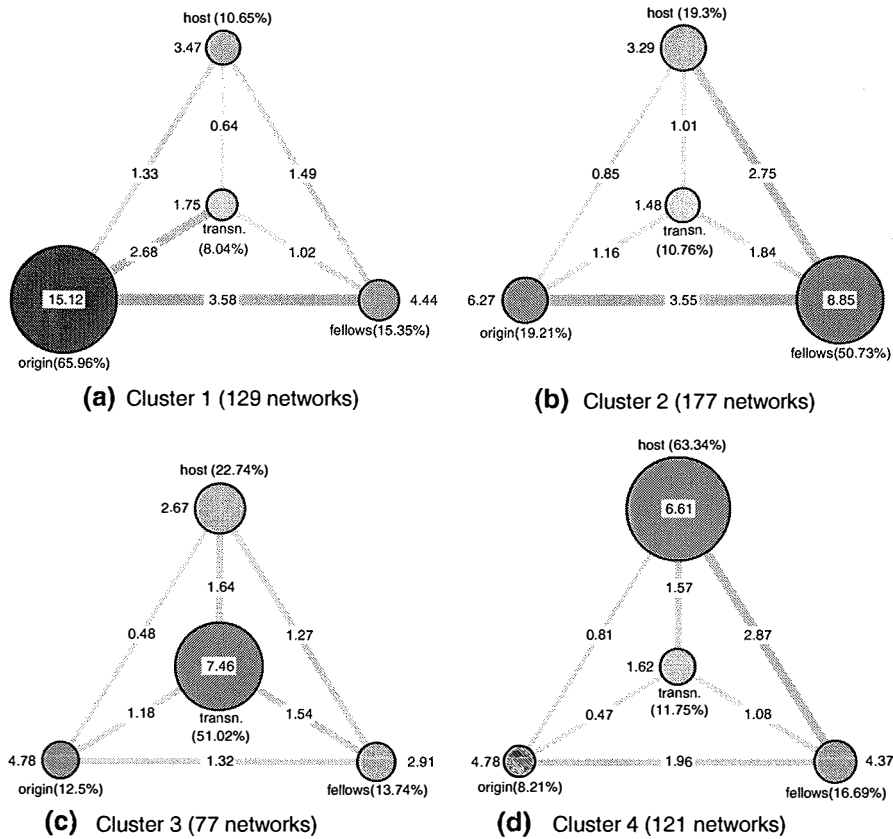 host (10.65%)
3.47
0.64
1.33
1.49
1.75
transn.
(8.04%)
2.68
1.02
15.12
3.58
4.44
origin(65.96%)
fellows(15.35%)
(a) Cluster 1 (129 networks)
host (19.3%)
3.29
1.01
0.85
2.75
1.48
transn.
(10.76%)
1.16
1.84
6.27
3.55
8.85
origin(19.21%)
fellows(50.73%)
(b) Cluster 2 (177 networks)
host (22.74%)
2.67
1.64
0.48
1.27
7.46
transn.
(51.02%)
1.18
1.54
4.78
1.32
2.91
origin(12.5%)
fellows(13.74%)
(c) Cluster 3 (77 networks)
host (63.34%)
6.61
1.57
0.81
2.87
1.62
transn.
(11.75%)
0.47
1.08
4.78
1.96
4.37
origin(8.21%)
fellows(16.69%)
(d) Cluster 4 (121 networks)